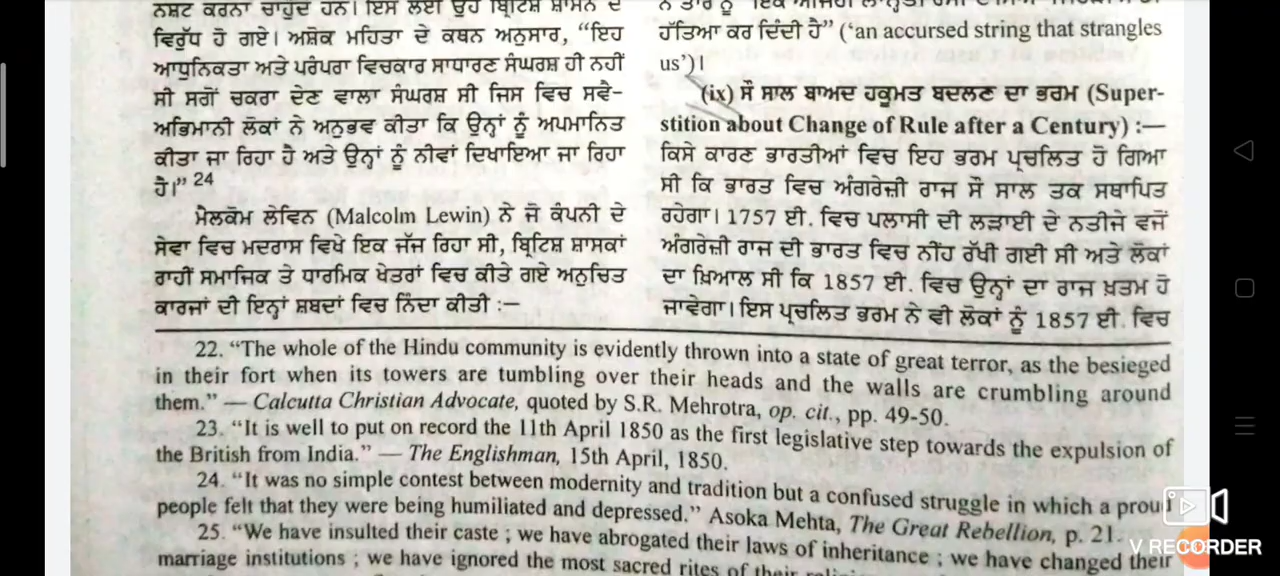 ਨਸ਼ਟ ਕਰਨਾ ਚਾਹੁੰਦੇ ਹਨ। ਇਸ ਲਈ ਉਹ ਬ੍ਰਿਟਿਸ਼ ਸ਼ਾਸਨ ਦੇ
ਵਿਰੁੱਧ ਹੋ ਗਏ। ਅਸ਼ੋਕ ਮਹਿਤਾ ਦੇ ਕਥਨ ਅਨੁਸਾਰ, “ਇਹ
ਆਧੁਨਿਕਤਾ ਅਤੇ ਪਰੰਪਰਾ ਵਿਚਕਾਰ ਸਾਧਾਰਣ ਸੰਘਰਸ਼ ਹੀ ਨਹੀਂ
ਸੀ ਸਗੋਂ ਚਕਰਾ ਦੇਣ ਵਾਲਾ ਸੰਘਰਸ਼ ਸੀ ਜਿਸ ਵਿਚ ਸਵੈ-
ਅਭਿਮਾਨੀ ਲੋਕਾਂ ਨੇ ਅਨੁਭਵ ਕੀਤਾ ਕਿ ਉਨ੍ਹਾਂ ਨੂੰ ਅਪਮਾਨਿਤ
ਕੀਤਾ ਜਾ ਰਿਹਾ ਹੈ ਅਤੇ ਉਨ੍ਹਾਂ ਨੂੰ ਨੀਵਾਂ ਦਿਖਾਇਆ ਜਾ ਰਿਹਾ
ਹੈ।” 24
ਮੈਲਕੋਮ ਲੇਵਿਨ (Malcolm Lewin) ਨੇ ਜੋ ਕੰਪਨੀ ਦੇ
ਸੇਵਾ ਵਿਚ ਮਦਰਾਸ ਵਿਖੇ ਇਕ ਜੱਜ ਰਿਹਾ ਸੀ, ਬ੍ਰਿਟਿਸ਼ ਸ਼ਾਸਕਾਂ
ਰਾਹੀਂ ਸਮਾਜਿਕ ਤੇ ਧਾਰਮਿਕ ਖੇਤਰਾਂ ਵਿਚ ਕੀਤੇ ਗਏ ਅਨੁਚਿਤ
ਕਾਰਜਾਂ ਦੀ ਇਨ੍ਹਾਂ ਸ਼ਬਦਾਂ ਵਿਚ ਨਿੰਦਾ ਕੀਤੀ :—
ਹੱਤਿਆ ਕਰ ਦਿੰਦੀ ਹੈ” (‘an accursed string that strangles
us’)।
(ix) ਸੌ ਸਾਲ ਬਾਅਦ ਹਕੂਮਤ ਬਦਲਣ ਦਾ ਭਰਮ (Super-
stition about Change of Rule after a Century) :—
ਕਿਸੇ ਕਾਰਣ ਭਾਰਤੀਆਂ ਵਿਚ ਇਹ ਭਰਮ ਪ੍ਰਚਲਿਤ ਹੋ ਗਿਆ
ਸੀ ਕਿ ਭਾਰਤ ਵਿਚ ਅੰਗਰੇਜ਼ੀ ਰਾਜ ਸੌ ਸਾਲ ਤਕ ਸਥਾਪਿਤ
ਰਹੇਗਾ। 1757 ਈ. ਵਿਚ ਪਲਾਸੀ ਦੀ ਲੜਾਈ ਦੇ ਨਤੀਜੇ ਵਜੋਂ
ਅੰਗਰੇਜ਼ੀ ਰਾਜ ਦੀ ਭਾਰਤ ਵਿਚ ਨੀਂਹ ਰੱਖੀ ਗਈ ਸੀ ਅਤੇ ਲੋਕਾਂ
ਦਾ ਖ਼ਿਆਲ ਸੀ ਕਿ 1857 ਈ. ਵਿਚ ਉਨ੍ਹਾਂ ਦਾ ਰਾਜ ਖ਼ਤਮ ਹੋ
ਜਾਵੇਗਾ। ਇਸ ਪ੍ਰਚਲਿਤ ਭਰਮ ਨੇ ਵੀ ਲੋਕਾਂ ਨੂੰ 1857 ਈ. ਵਿਚ
22. “The whole of the Hindu community is evidently thrown into a state of great terror, as the besieged
in their fort when its towers are tumbling over their heads and the walls are crumbling around
them.” — Calcutta Christian Advocate, quoted by S.R. Mehrotra, op. cit., pp. 49-50.
23. “It is well to put on record the 11th April 1850 as the first legislative step towards the expulsion of
the British from India.” — The Englishman, 15th April, 1850.
24. “It was no simple contest between modernity and tradition but a confused struggle in which a proud
people felt that they were being humiliated and depressed.” Asoka Mehta, The Great Rebellion, p. 21.
25. “We have insulted their caste ; we have abrogated their laws of inheritance ; we have changed their
marriage institutions ; we have ignored the most sacred rites of their
V RECORDER